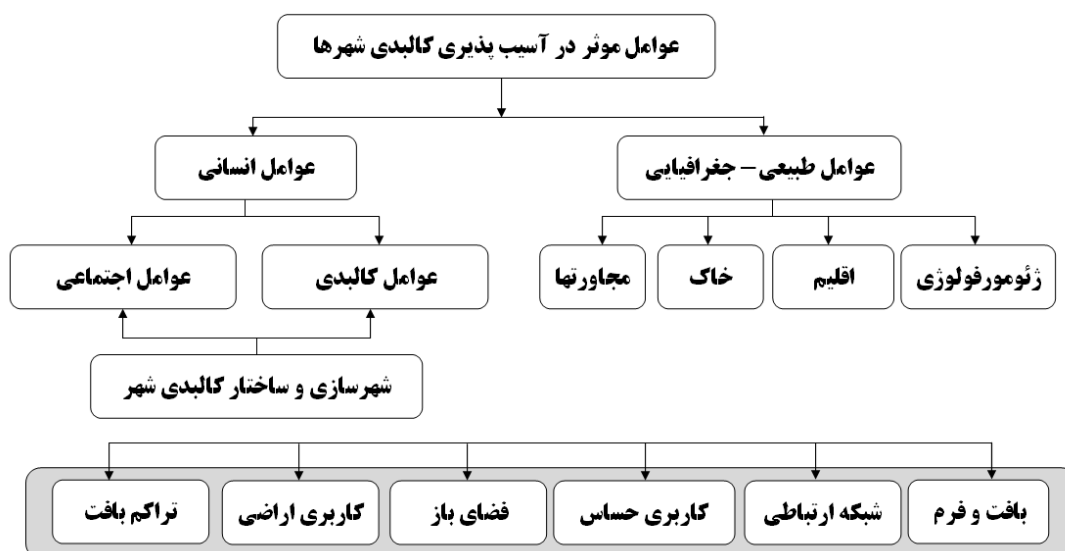 عوامل موثر در آسیب پذیری کالبدی شهرها
عوامل طبیعی – جغرافیایی
عوامل انسانی
ژئومورفولوژی
اقلیم
خاک
مجاورتها
عوامل کالبدی
عوامل اجتماعی
شهرسازی و ساختار کالبدی شهر
بافت و فرم
شبکه ارتباطی
کاربری حساس
فضای باز
کاربری اراضی
تراکم بافت